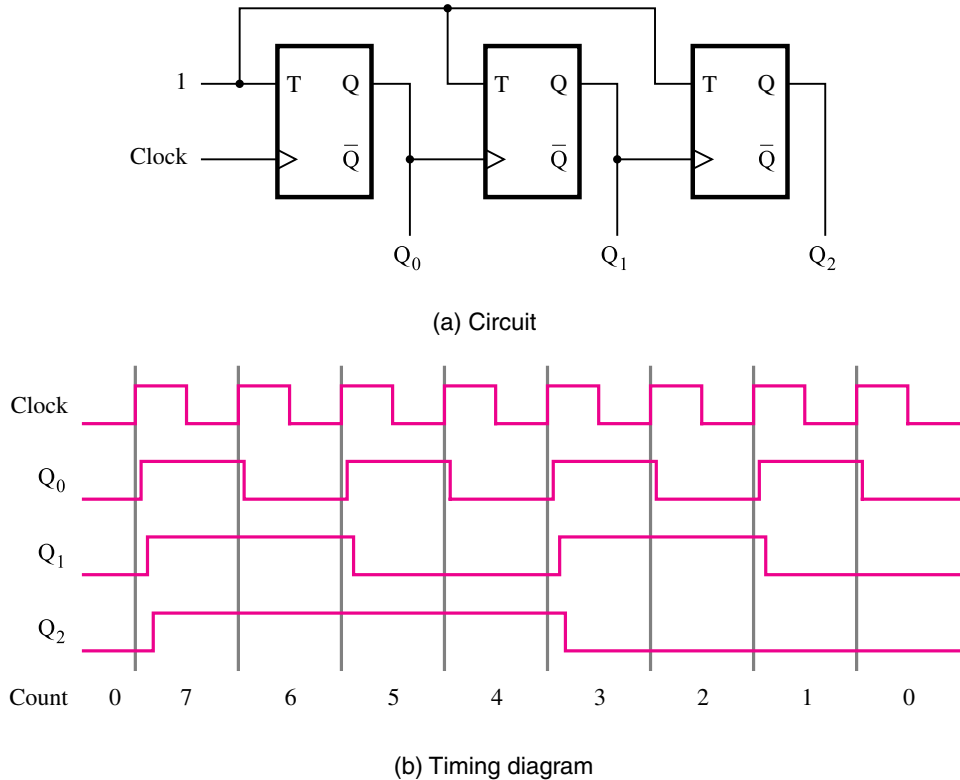 1 T Q T Q T Q
Clock Q̅ Q̅ Q̅
Q₀ Q₁ Q₂
(a) Circuit
Clock
Q₀
Q₁
Q₂
Count 0 7 6 5 4 3 2 1 0
(b) Timing diagram